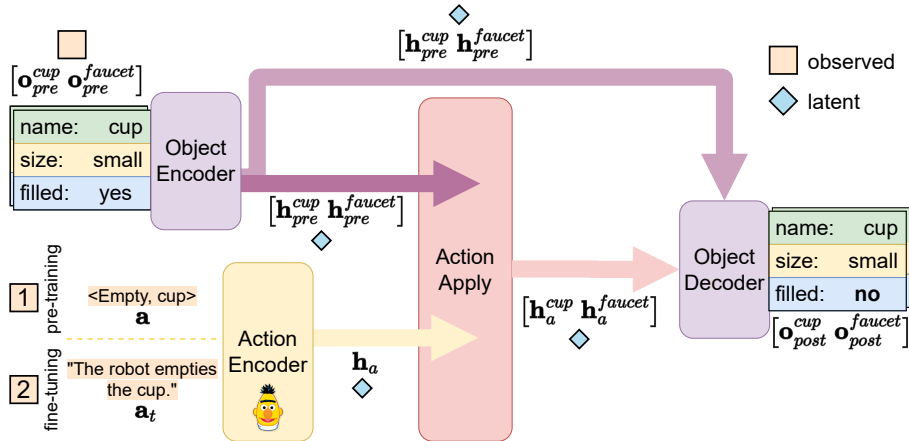 [h_pre^cup h_pre^faucet]
observed
latent
[o_pre^cup o_pre^faucet]
name: cup
size: small
filled: yes
Object
Encoder
[h_pre^cup h_pre^faucet]
Action
Apply
Object
Decoder
name: cup
size: small
filled: no
[o_post^cup o_post^faucet]
[h_a^cup h_a^faucet]
1
pre-training
<Empty, cup>
a
Action
Encoder
h_a
2
fine-tuning
"The robot empties
the cup."
a_t